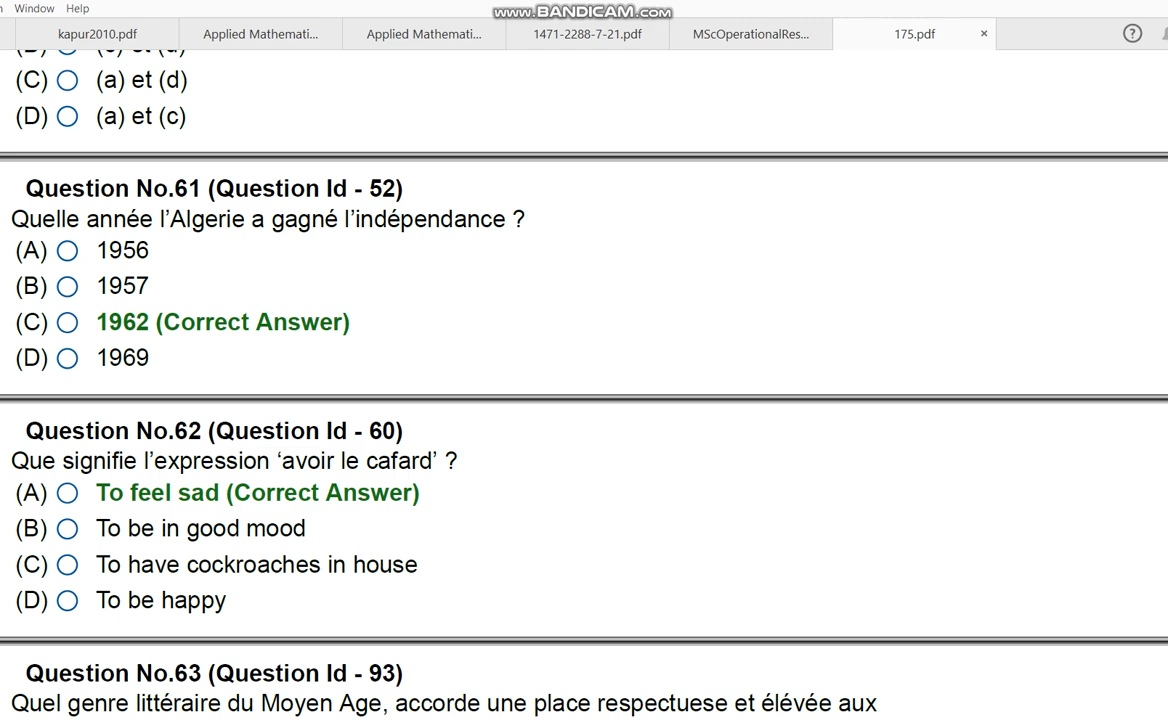 Window Help
www.BANDICAM.com
kapur2010.pdf Applied Mathemati... Applied Mathemati... 1471-2288-7-21.pdf MScOperationalRes... 175.pdf ×
(C) (a) et (d)
(D) (a) et (c)
Question No.61 (Question Id - 52)
Quelle année l’Algerie a gagné l’indépendance ?
(A) 1956
(B) 1957
(C) 1962 (Correct Answer)
(D) 1969
Question No.62 (Question Id - 60)
Que signifie l’expression ‘avoir le cafard’ ?
(A) To feel sad (Correct Answer)
(B) To be in good mood
(C) To have cockroaches in house
(D) To be happy
Question No.63 (Question Id - 93)
Quel genre littéraire du Moyen Age, accorde une place respectuese et élévée aux